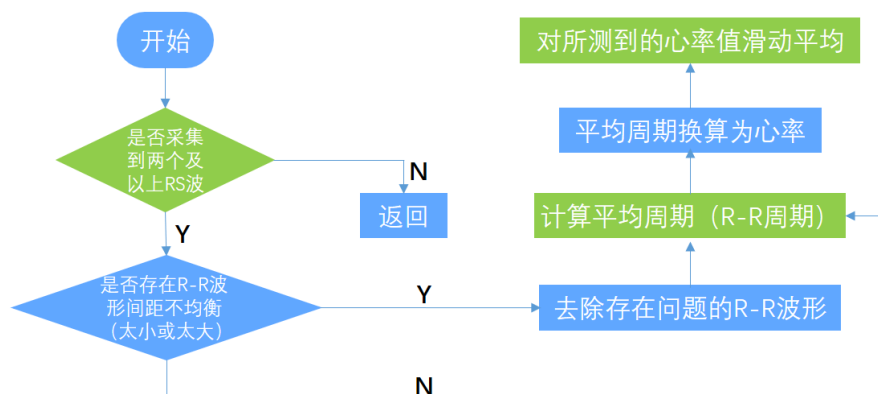 开始
是否采集
到两个及
以上RS波
N
返回
Y
是否存在R-R波
形间距不均衡
（太小或太大）
Y
N
去除存在问题的R-R波形
计算平均周期（R-R周期）
平均周期换算为心率
对所测到的心率值滑动平均